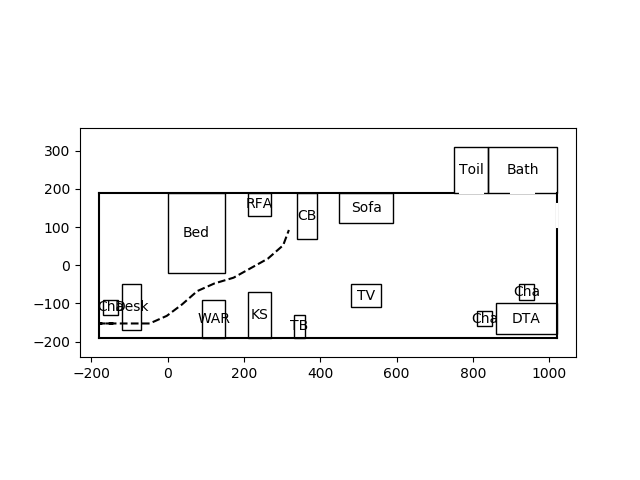 300
200
100
0
−100
−200
−200
0
200
400
600
800
1000
Toil
Bath
RFA
CB
Sofa
Bed
Cha
Desk
WAR
KS
TB
TV
Cha
Cha
DTA